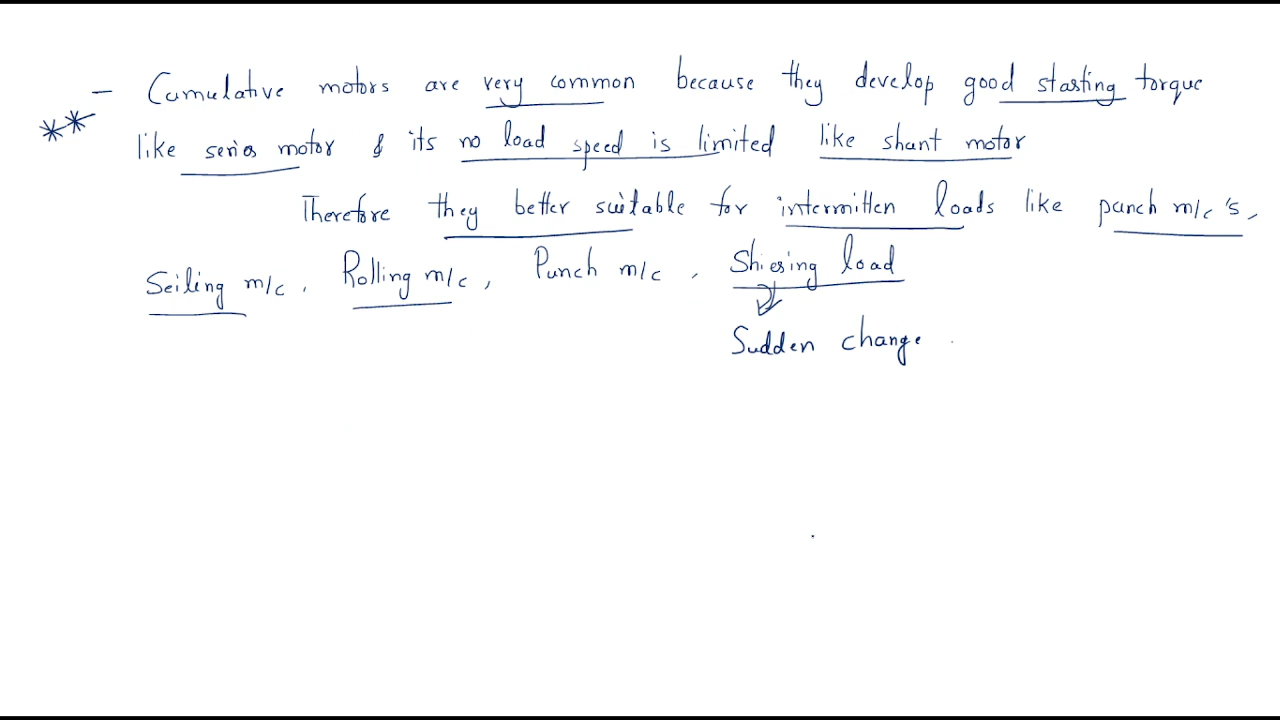 - Cumulative motors are very common because they develop good starting torque
** like series motor & its no load speed is limited like shunt motor
Therefore they better suitable for intermitten loads like punch m/c's,
Seiling m/c, Rolling m/c, Punch m/c, Shiesing load
Sudden change